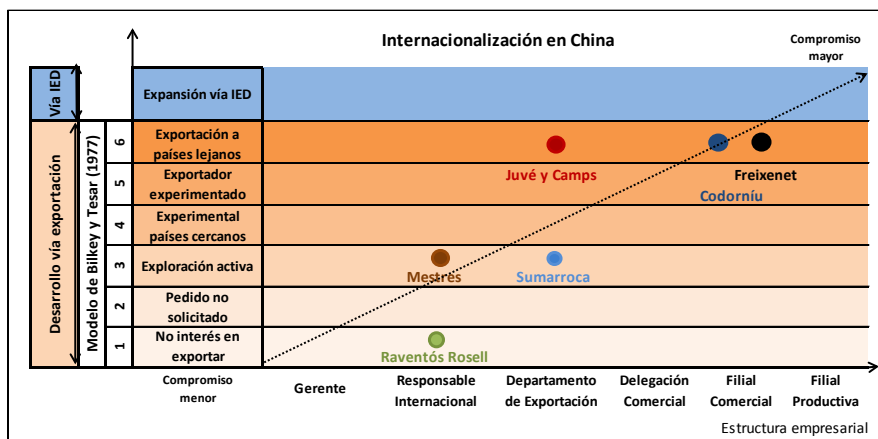 Internacionalización en China
Compromiso
mayor
Vía IED
Expansión vía IED
Desarrollo vía exportación
Modelo de Bilkey y Tesar (1977)
6
Exportación a
países lejanos
5
Exportador
experimentado
4
Experimental
países cercanos
3
Exploración activa
2
Pedido no
solicitado
1
No interés en
exportar
Juvé y Camps
Freixenet
Codorníu
Mestres
Sumarroca
Raventós Rosell
Compromiso
menor
Gerente
Responsable
Internacional
Departamento
de Exportación
Delegación
Comercial
Filial
Comercial
Filial
Productiva
Estructura empresarial